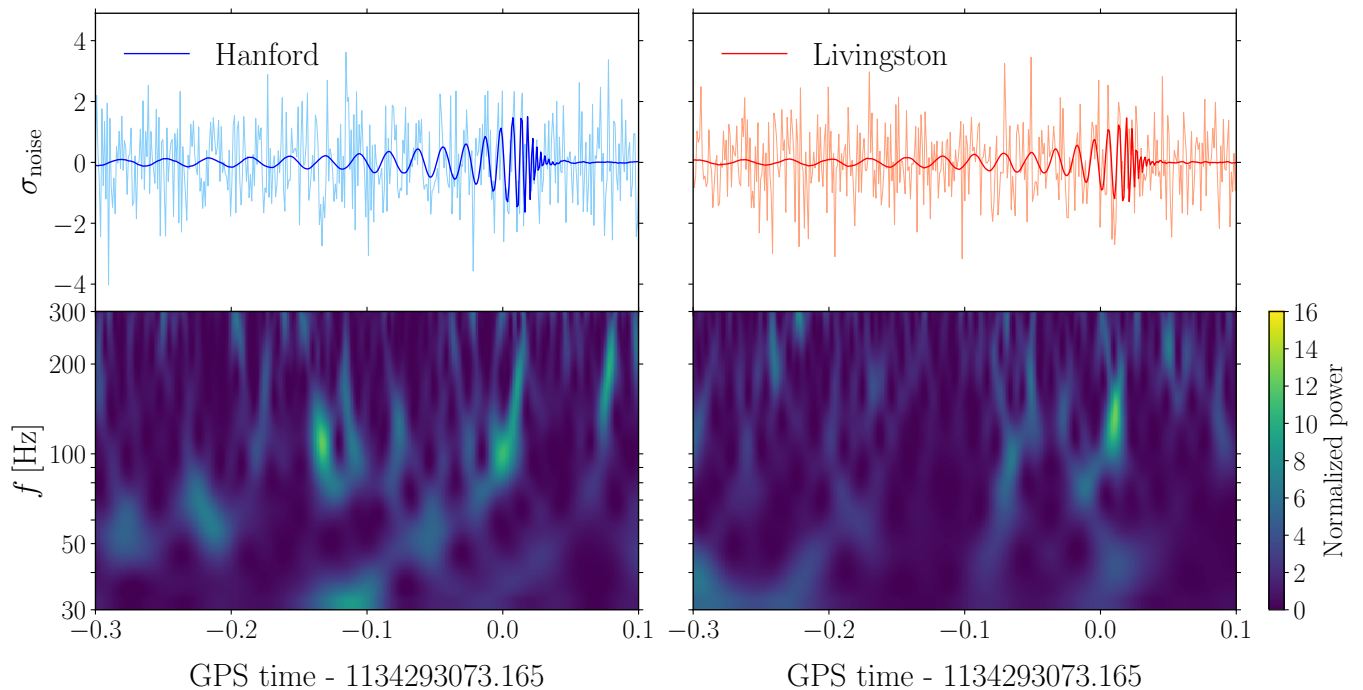 Hanford
Livingston
4
2
0
−2
−4
σnoise
300
200
100
50
30
f [Hz]
−0.3 −0.2 −0.1 0.0 0.1
−0.3 −0.2 −0.1 0.0 0.1
GPS time - 1134293073.165
GPS time - 1134293073.165
16
14
12
10
8
6
4
2
0
Normalized power